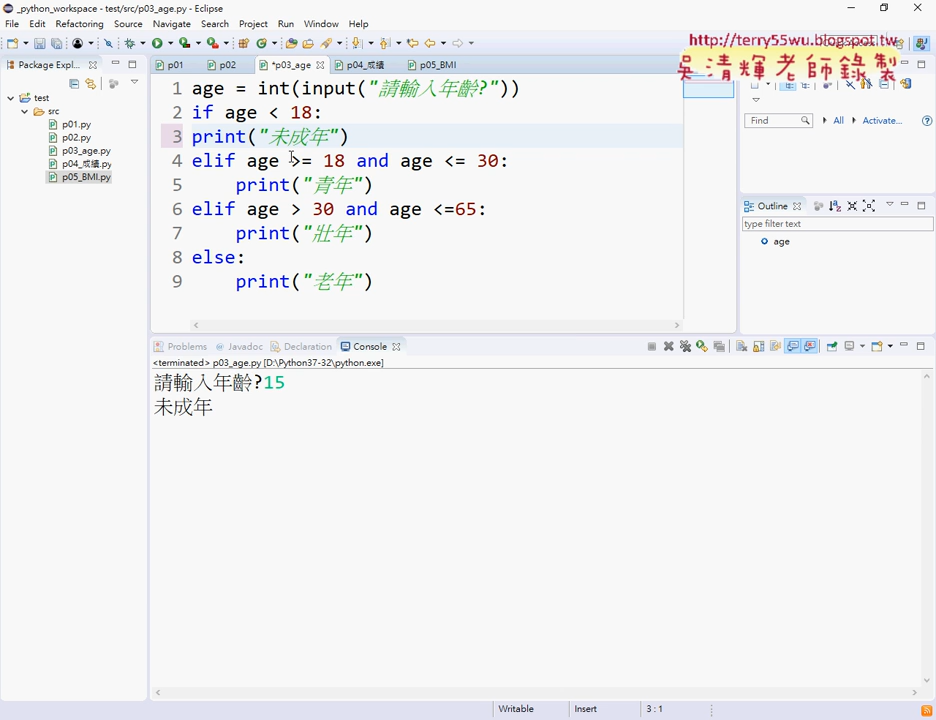 _python_workspace - test/src/p03_age.py - Eclipse
File Edit Refactoring Source Navigate Search Project Run Window Help
http://terry55wu.blogspot.tw
吳清輝老師錄製
Package Expl...
test
src
p01.py
p02.py
p03_age.py
p04_成績.py
p05_BMI.py
p01 p02 *p03_age p04_成績 p05_BMI
1 age = int(input("請輸入年齡?"))
2 if age < 18:
3 print("未成年")
4 elif age >= 18 and age <= 30:
5     print("青年")
6 elif age > 30 and age <=65:
7     print("壯年")
8 else:
9     print("老年")
Find All Activate...
Outline
type filter text
age
Problems Javadoc Declaration Console
<terminated> p03_age.py [D:\Python37-32\python.exe]
請輸入年齡?15
未成年
Writable Insert 3 : 1